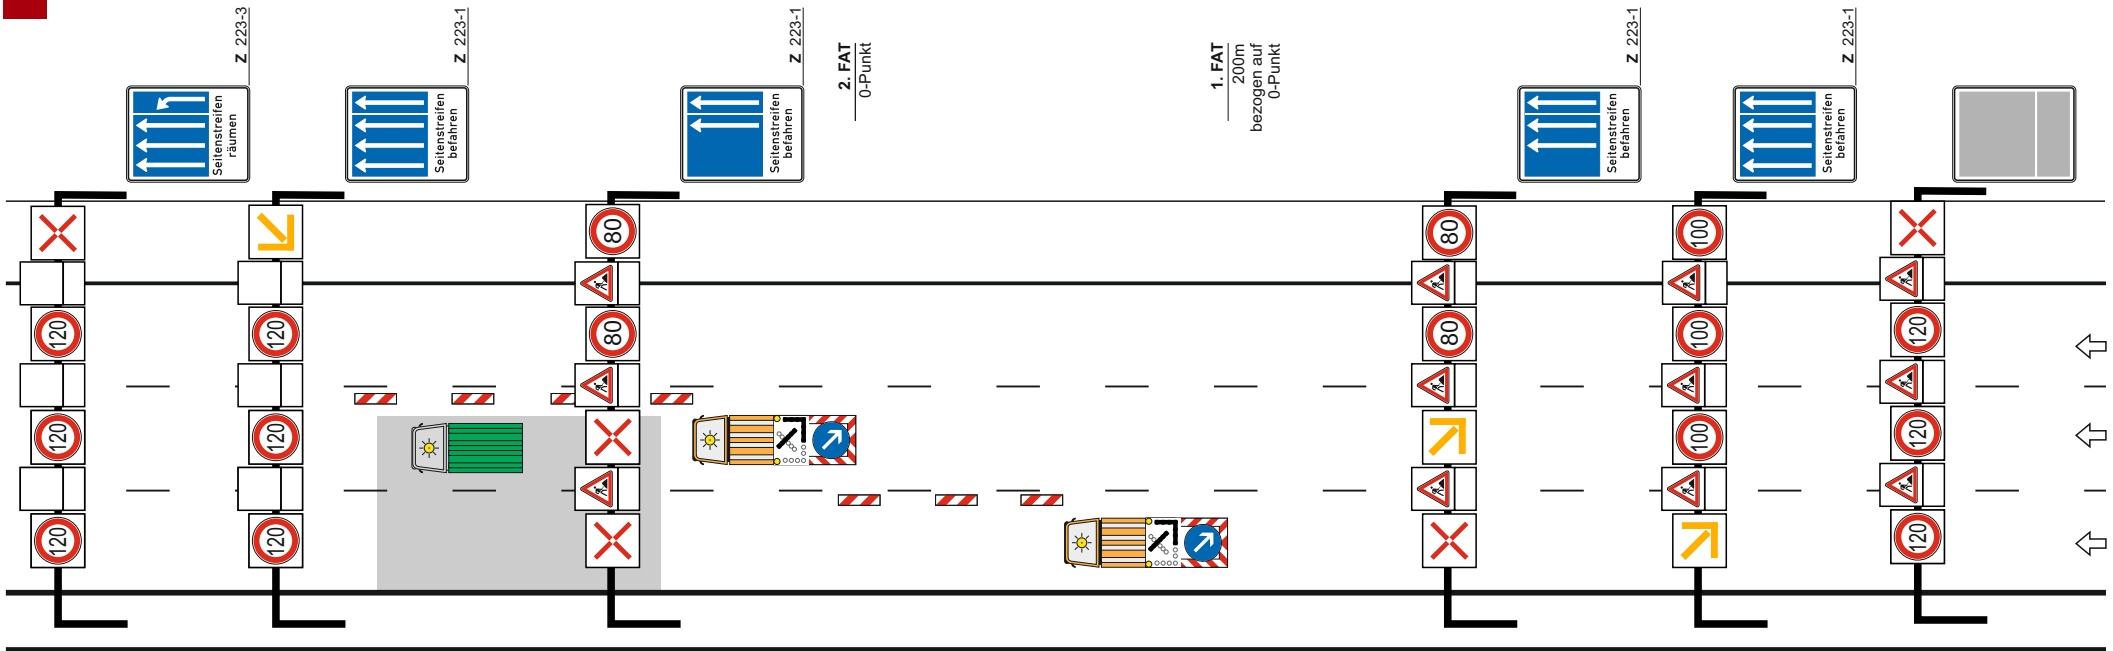 Z 223-3
Seitenstreifen
räumen
Z 223-1
Seitenstreifen
befahren
Z 223-1
Seitenstreifen
befahren
2. FAT
0-Punkt
1. FAT
200m
bezogen auf
0-Punkt
Z 223-1
Seitenstreifen
befahren
Z 223-1
Seitenstreifen
befahren
120
120
120
120
120
120
80
80
80
80
100
100
100
120
120
120